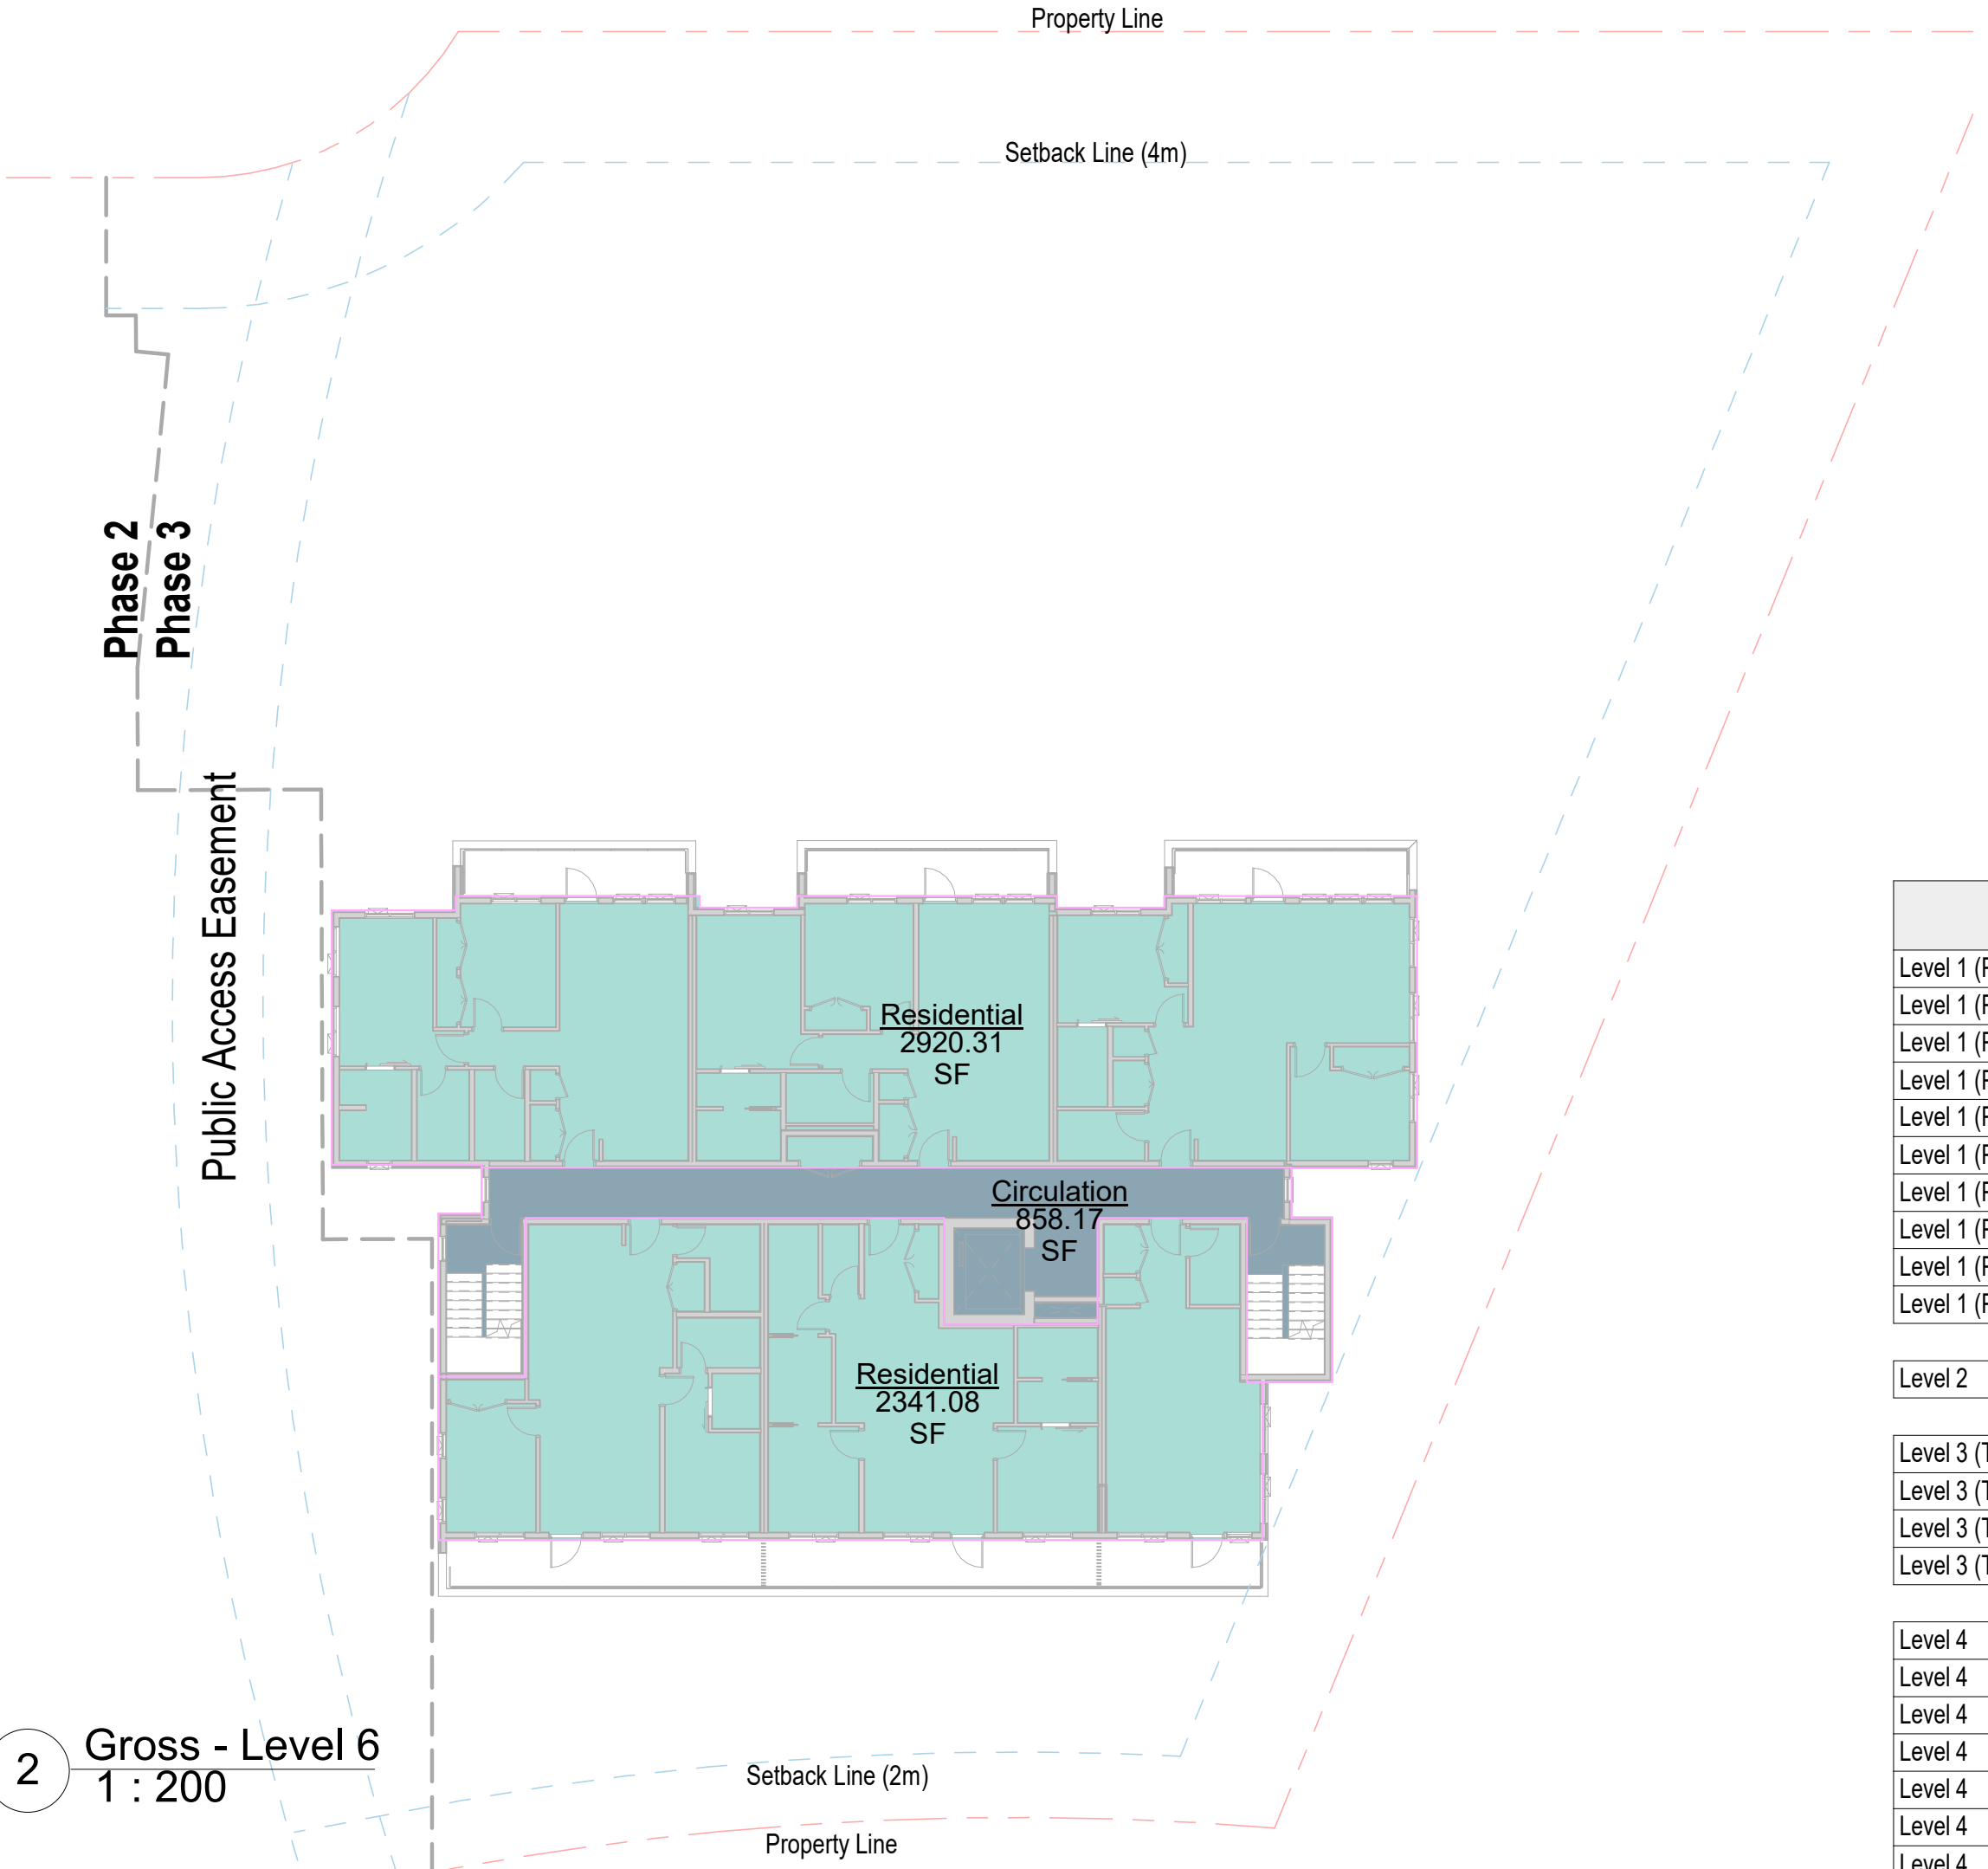 Property Line
Setback Line (4m)
Phase 2
Phase 3
Public Access Easement
Residential
2920.31
SF
Circulation
858.17
SF
Residential
2341.08
SF
Setback Line (2m)
Property Line
2
Gross - Level 6
1 : 200
Level 1 (
Level 1 (
Level 1 (
Level 1 (
Level 1 (
Level 1 (
Level 1 (
Level 1 (
Level 1 (
Level 1 (
Level 2
Level 3 (
Level 3 (
Level 3 (
Level 3 (
Level 4
Level 4
Level 4
Level 4
Level 4
Level 4
Level 4